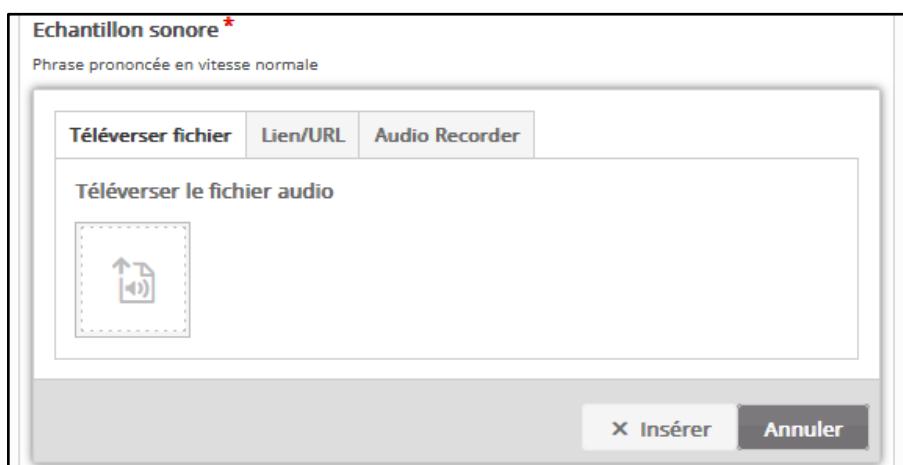 Echantillon sonore *
Phrase prononcée en vitesse normale
Téléverser fichier Lien/URL Audio Recorder
Téléverser le fichier audio
× Insérer Annuler